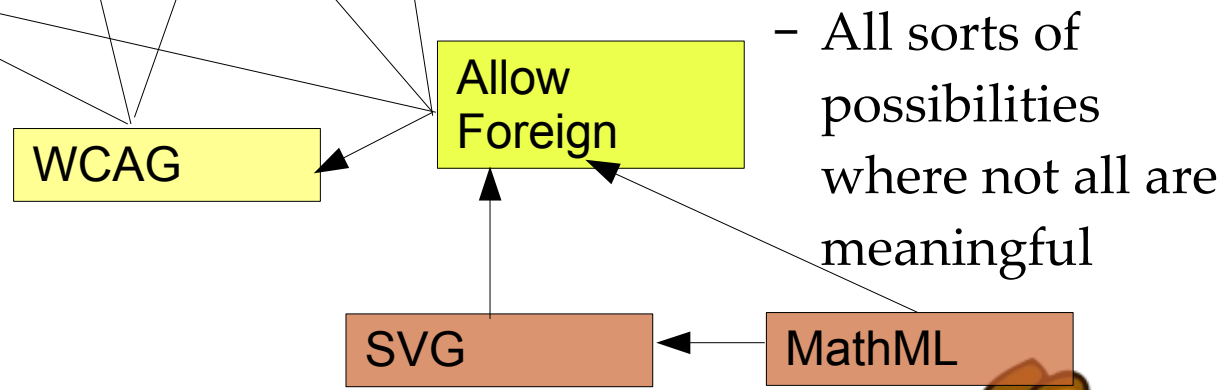 – All sorts of
possibilities
where not all are
meaningful
Allow
Foreign
WCAG
SVG
MathML